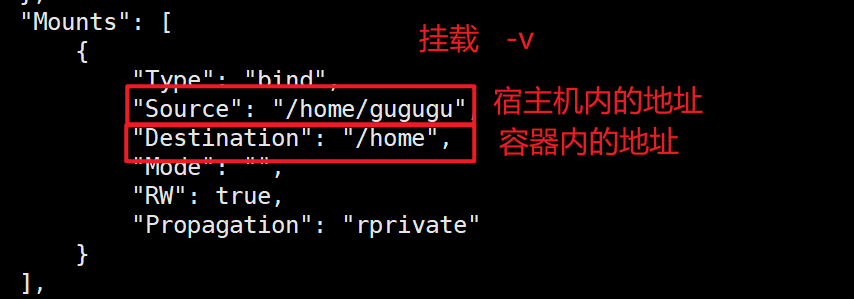 },
"Mounts": [
挂载 -v
{
"Type": "bind",
"Source": "/home/gugugu", 宿主机内的地址
"Destination": "/home", 容器内的地址
"Mode": "",
"RW": true,
"Propagation": "rprivate"
}
],